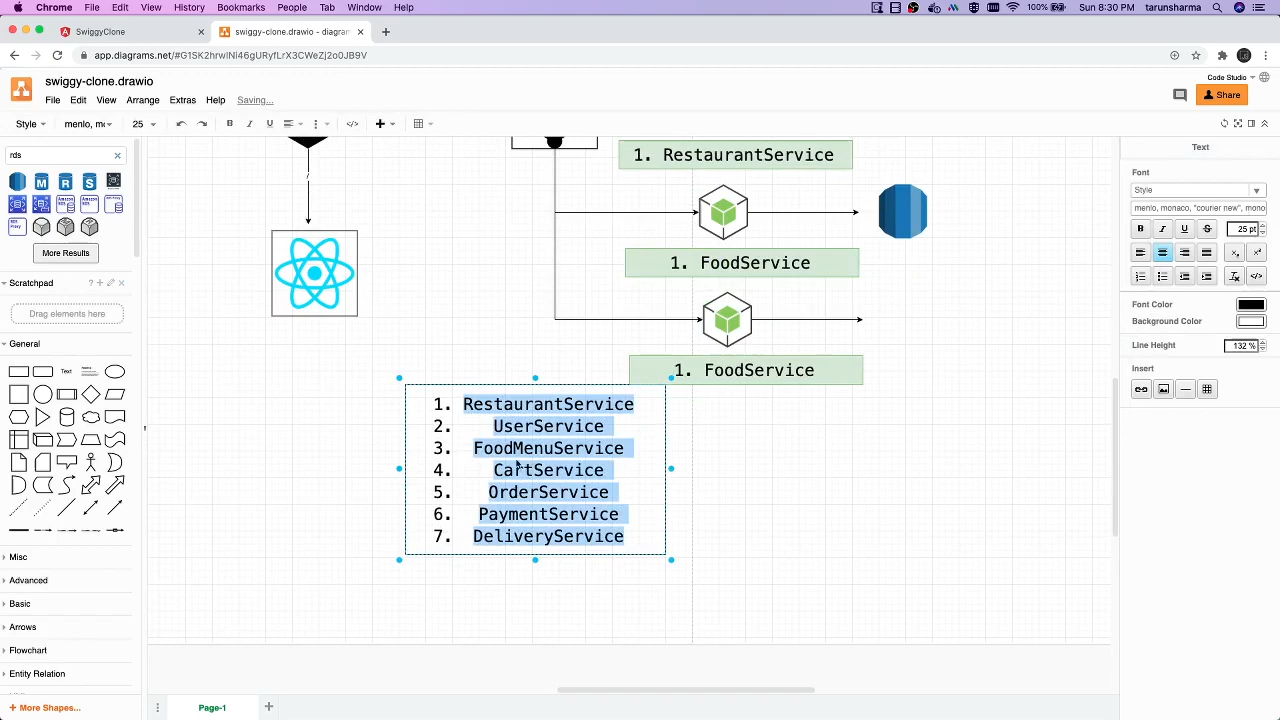 Chrome File Edit View History Bookmarks People Tab Window Help 100% Sun 8:30 PM tarunsharma
SwiggyClone
swiggy-clone.drawio - diagram
app.diagrams.net/#G1SK2hrwINi46gURyfLrX3CWeZj2o0JB9V
swiggy-clone.drawio
Code Studio
File Edit View Arrange Extras Help Saving...
Share
Style menlo, m 25 B I U </>
rds
More Results
Scratchpad
Drag elements here
General
Text
Misc
Advanced
Basic
Arrows
Flowchart
Entity Relation
+ More Shapes...
1. RestaurantService
1. FoodService
1. FoodService
1. RestaurantService
2. UserService
3. FoodMenuService
4. CartService
5. OrderService
6. PaymentService
7. DeliveryService
Page-1
Text
Font
Style
menlo, monaco, "courier new", mono
B I U S 25 pt
Font Color
Background Color
Line Height 132 %
Insert